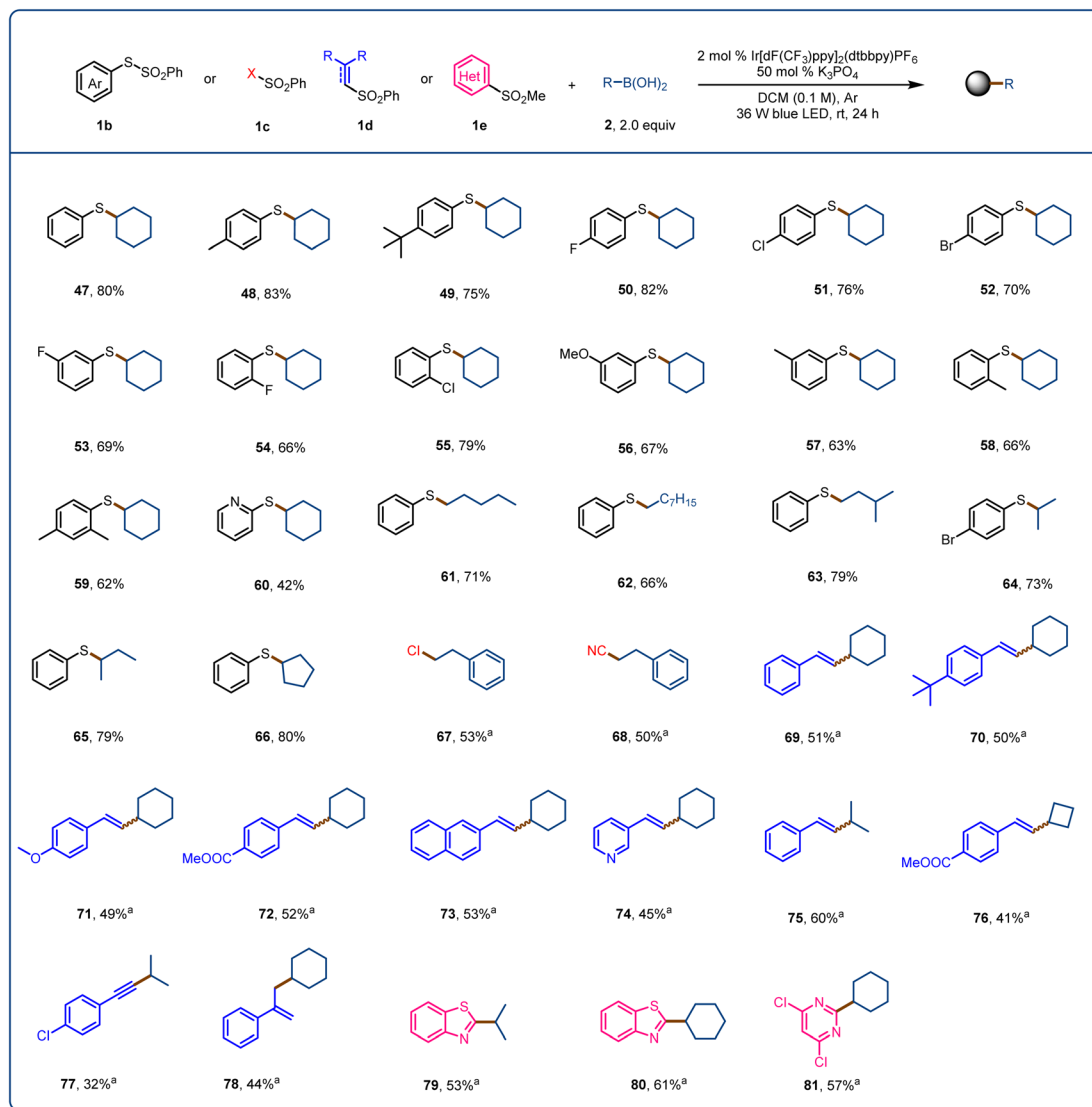 S SO₂Ph Ar 1b
or
X SO₂Ph 1c
R R SO₂Ph 1d
or
Het SO₂Me 1e
+
R–B(OH)₂
2, 2.0 equiv
2 mol % Ir[dF(CF₃)ppy]₂(dtbbpy)PF₆
50 mol % K₃PO₄
DCM (0.1 M), Ar
36 W blue LED, rt, 24 h
R
S S S S S S
F Cl Br
47, 80% 48, 83% 49, 75% 50, 82% 51, 76% 52, 70%
F S S F S Cl MeO S S S
53, 69% 54, 66% 55, 79% 56, 67% 57, 63% 58, 66%
S N S S S C₇H₁₅ S S Br
59, 62% 60, 42% 61, 71% 62, 66% 63, 79% 64, 73%
S S Cl NC
65, 79% 66, 80% 67, 53%ᵃ 68, 50%ᵃ 69, 51%ᵃ 70, 50%ᵃ
O MeOOC N MeOOC
71, 49%ᵃ 72, 52%ᵃ 73, 53%ᵃ 74, 45%ᵃ 75, 60%ᵃ 76, 41%ᵃ
Cl S N S N Cl N N Cl
77, 32%ᵃ 78, 44%ᵃ 79, 53%ᵃ 80, 61%ᵃ 81, 57%ᵃ